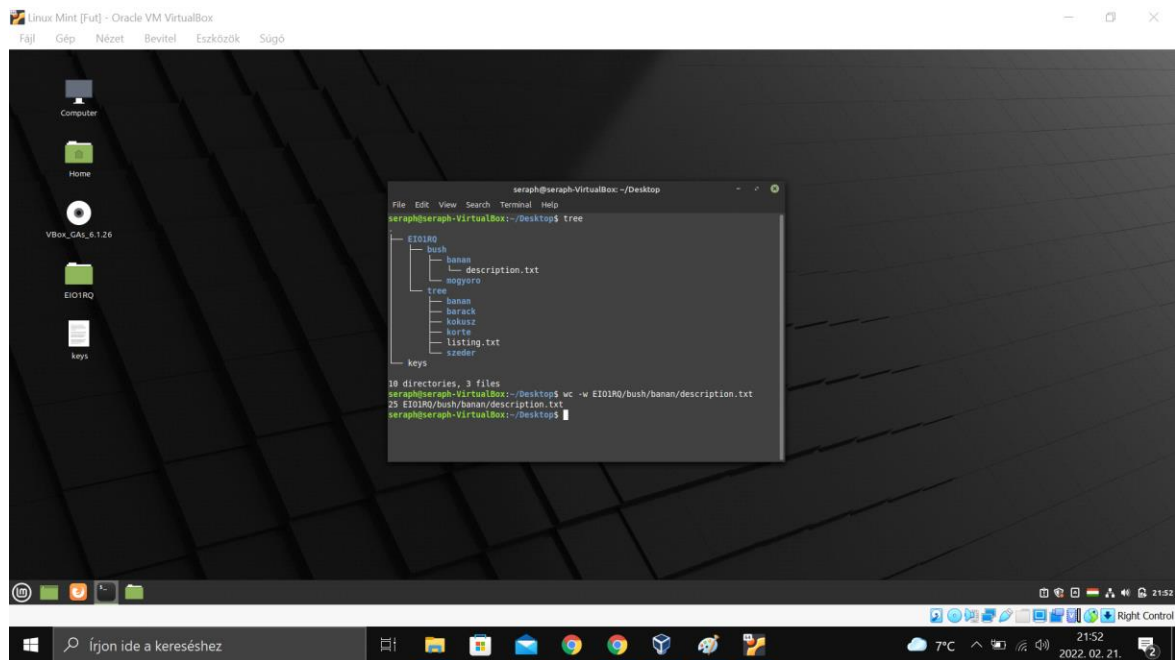 Linux Mint [Fut] - Oracle VM VirtualBox
Fájl Gép Nézet Bevitel Eszközök Súgó
Computer
Home
VBox_GAs_6.1.26
EIO1RQ
keys
seraph@seraph-VirtualBox: ~/Desktop
File Edit View Search Terminal Help
seraph@seraph-VirtualBox:~/Desktop$ tree
.
├── EIO1RQ
│   ├── bush
│   │   ├── banan
│   │   │   └── description.txt
│   │   └── mogyoro
│   └── tree
│       ├── banan
│       ├── barack
│       ├── kokusz
│       ├── korte
│       ├── listing.txt
│       └── szeder
└── keys
10 directories, 3 files
seraph@seraph-VirtualBox:~/Desktop$ wc -w EIO1RQ/bush/banan/description.txt
25 EIO1RQ/bush/banan/description.txt
seraph@seraph-VirtualBox:~/Desktop$
21:52
Right Control
Írjon ide a kereséshez
7°C
21:52
2022. 02. 21.
2